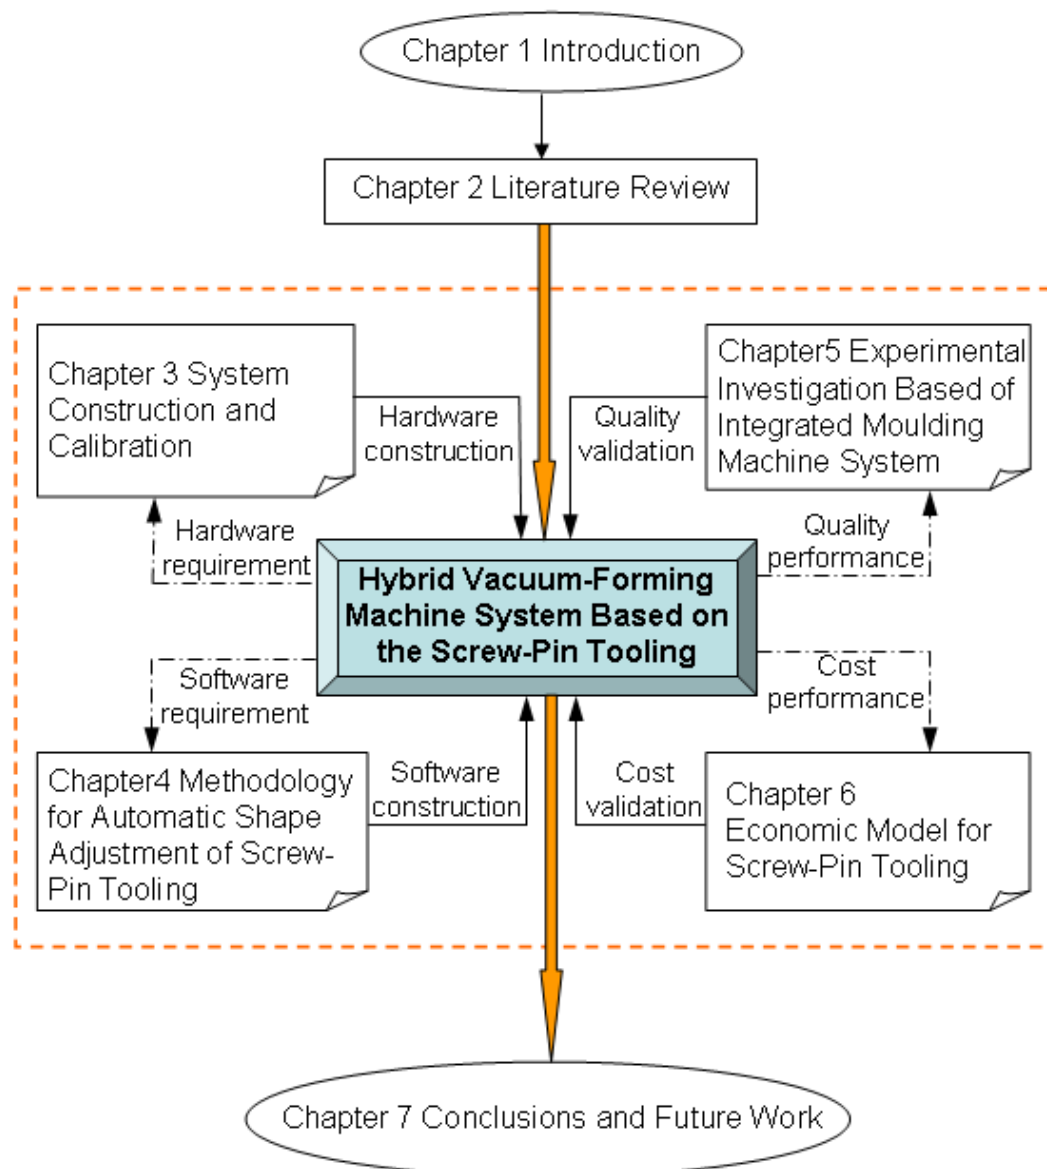 Chapter 1 Introduction
Chapter 2 Literature Review
Chapter 3 System
Construction and
Calibration
Hardware
construction
Quality
validation
Chapter5 Experimental
Investigation Based of
Integrated Moulding
Machine System
Hardware
requirement
Quality
performance
Hybrid Vacuum-Forming
Machine System Based on
the Screw-Pin Tooling
Software
requirement
Cost
performance
Chapter4 Methodology
for Automatic Shape
Adjustment of Screw-
Pin Tooling
Software
construction
Cost
validation
Chapter 6
Economic Model for
Screw-Pin Tooling
Chapter 7 Conclusions and Future Work